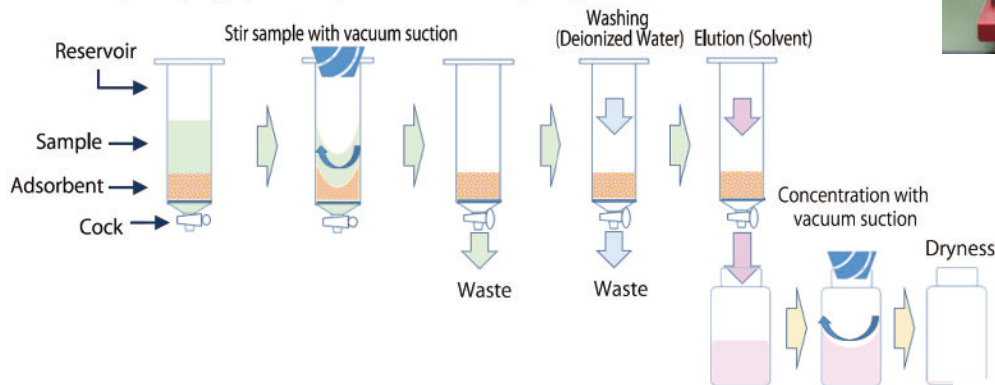 Reservoir
Sample
Adsorbent
Cock
Stir sample with vacuum suction
Waste
Washing
(Deionized Water)
Waste
Elution (Solvent)
Concentration with
vacuum suction
Dryness